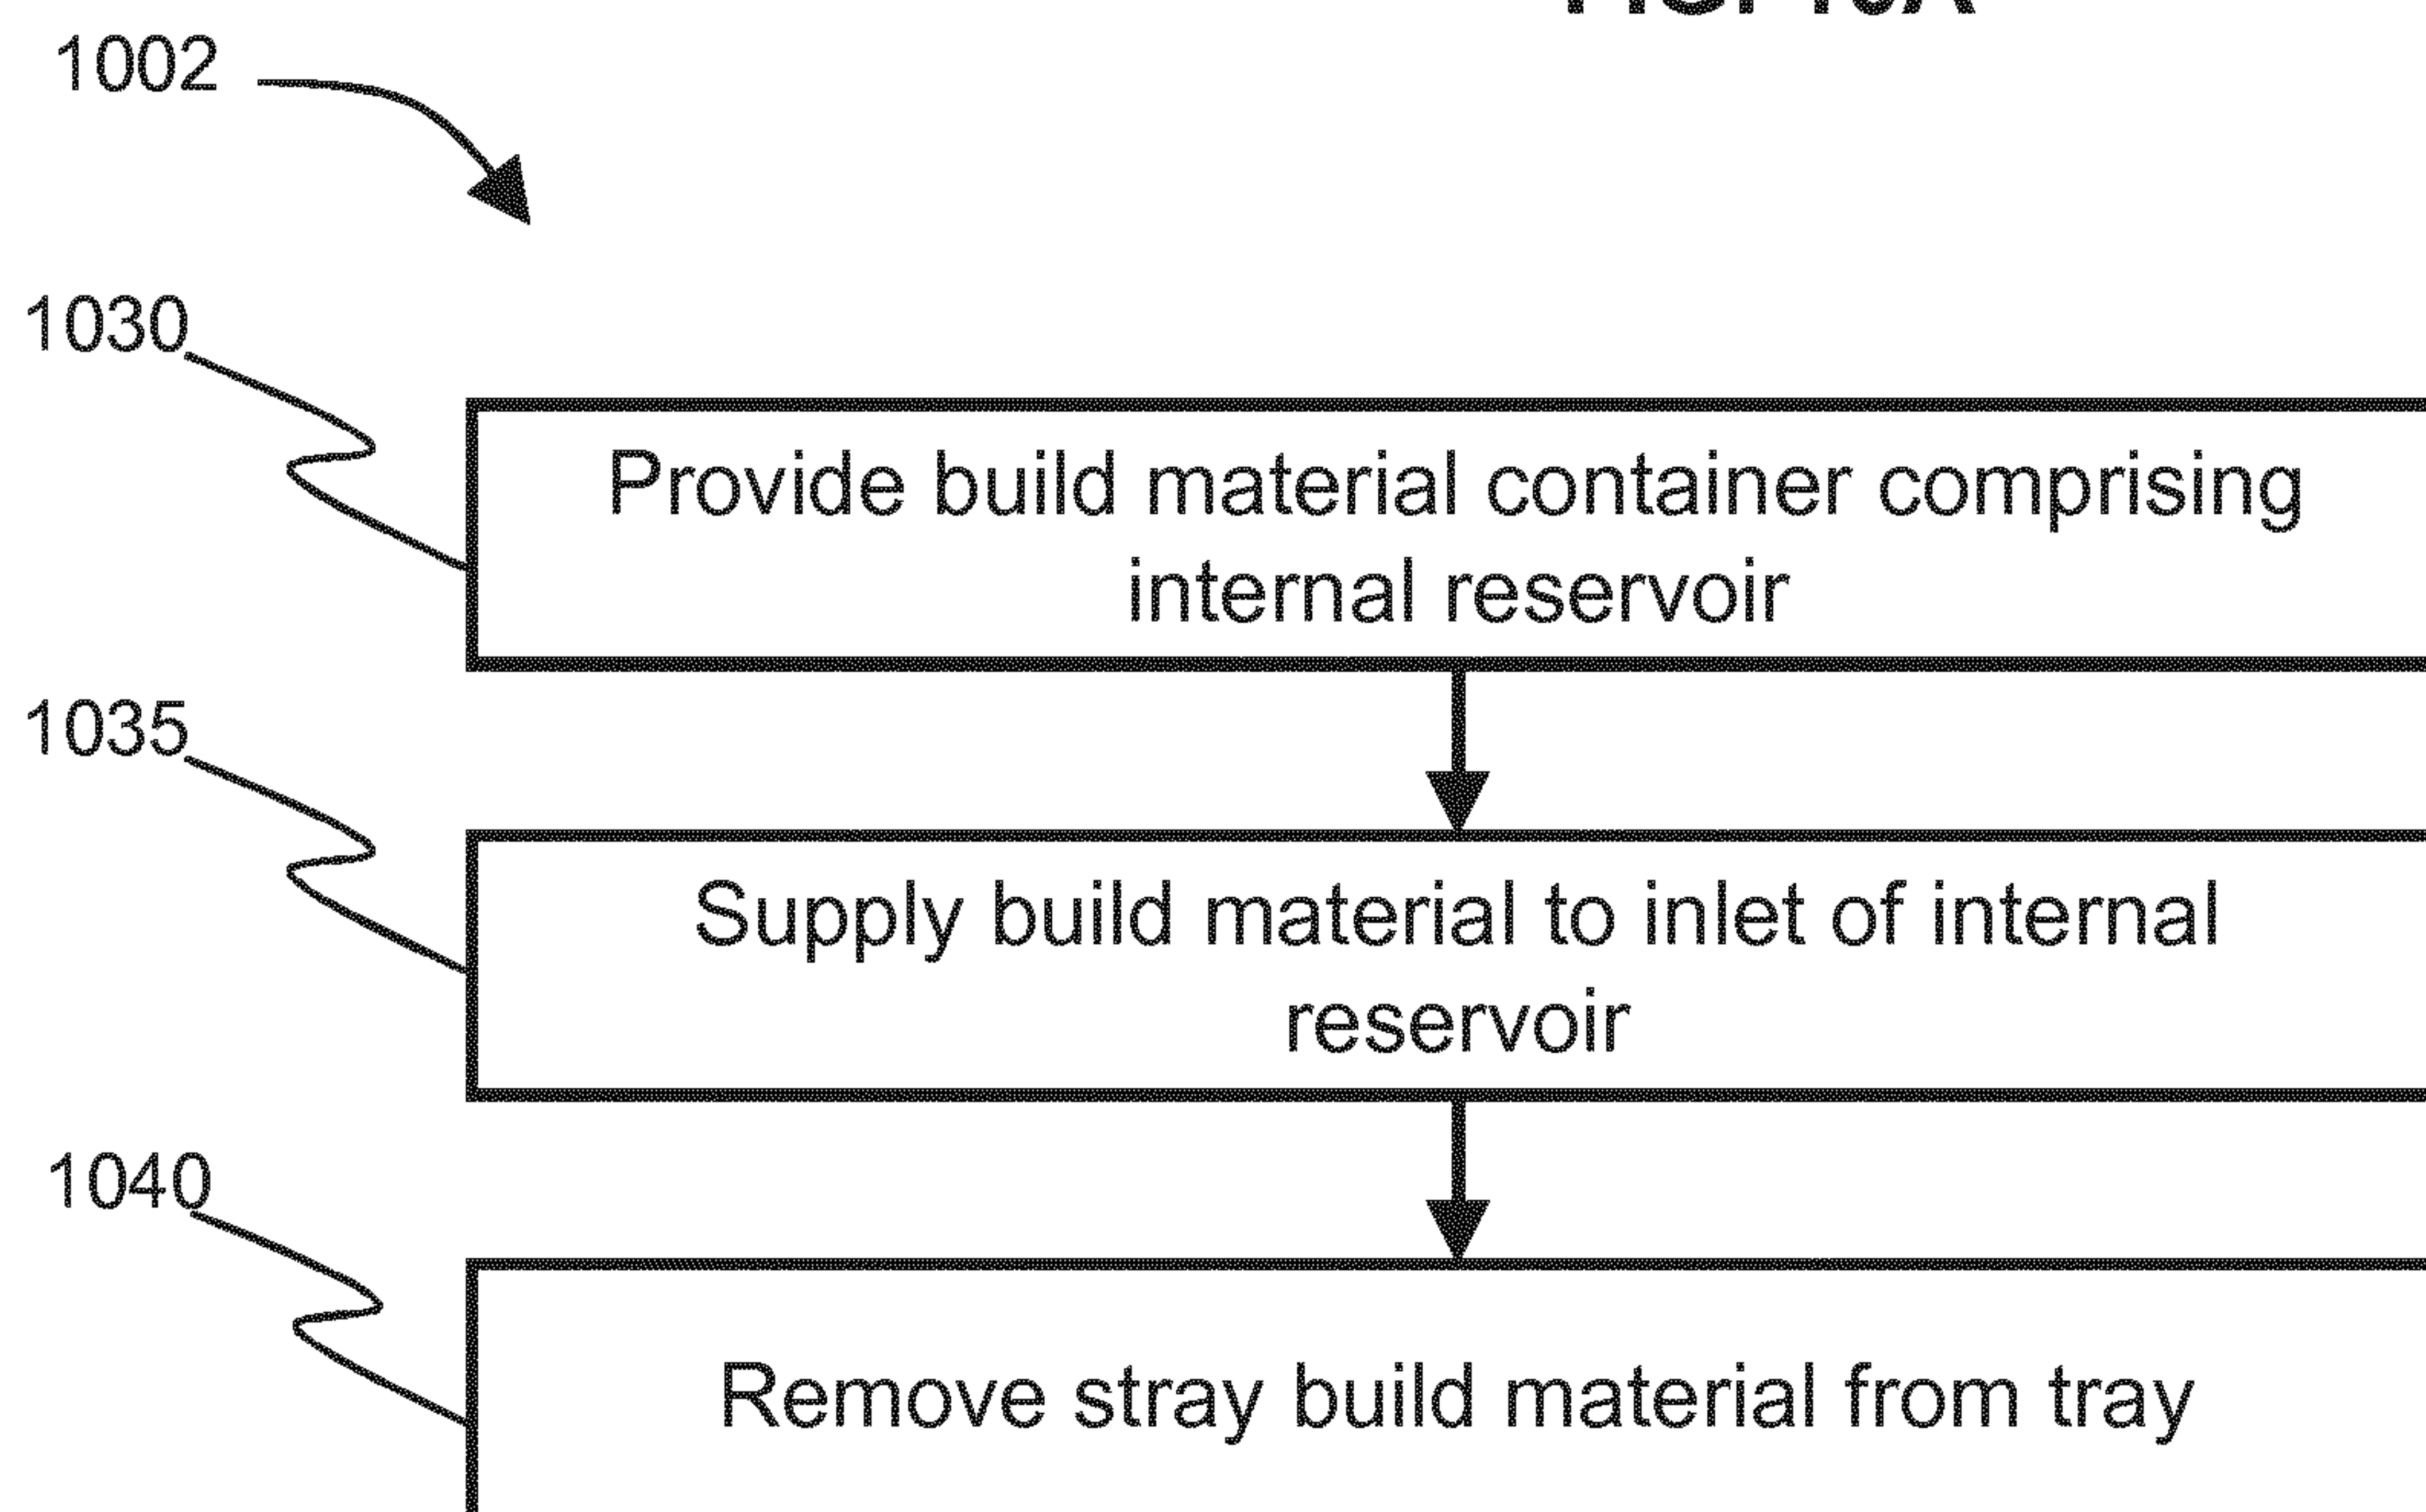 1002
1030
Provide build material container comprising
internal reservoir
1035
Supply build material to inlet of internal
reservoir
1040
Remove stray build material from tray